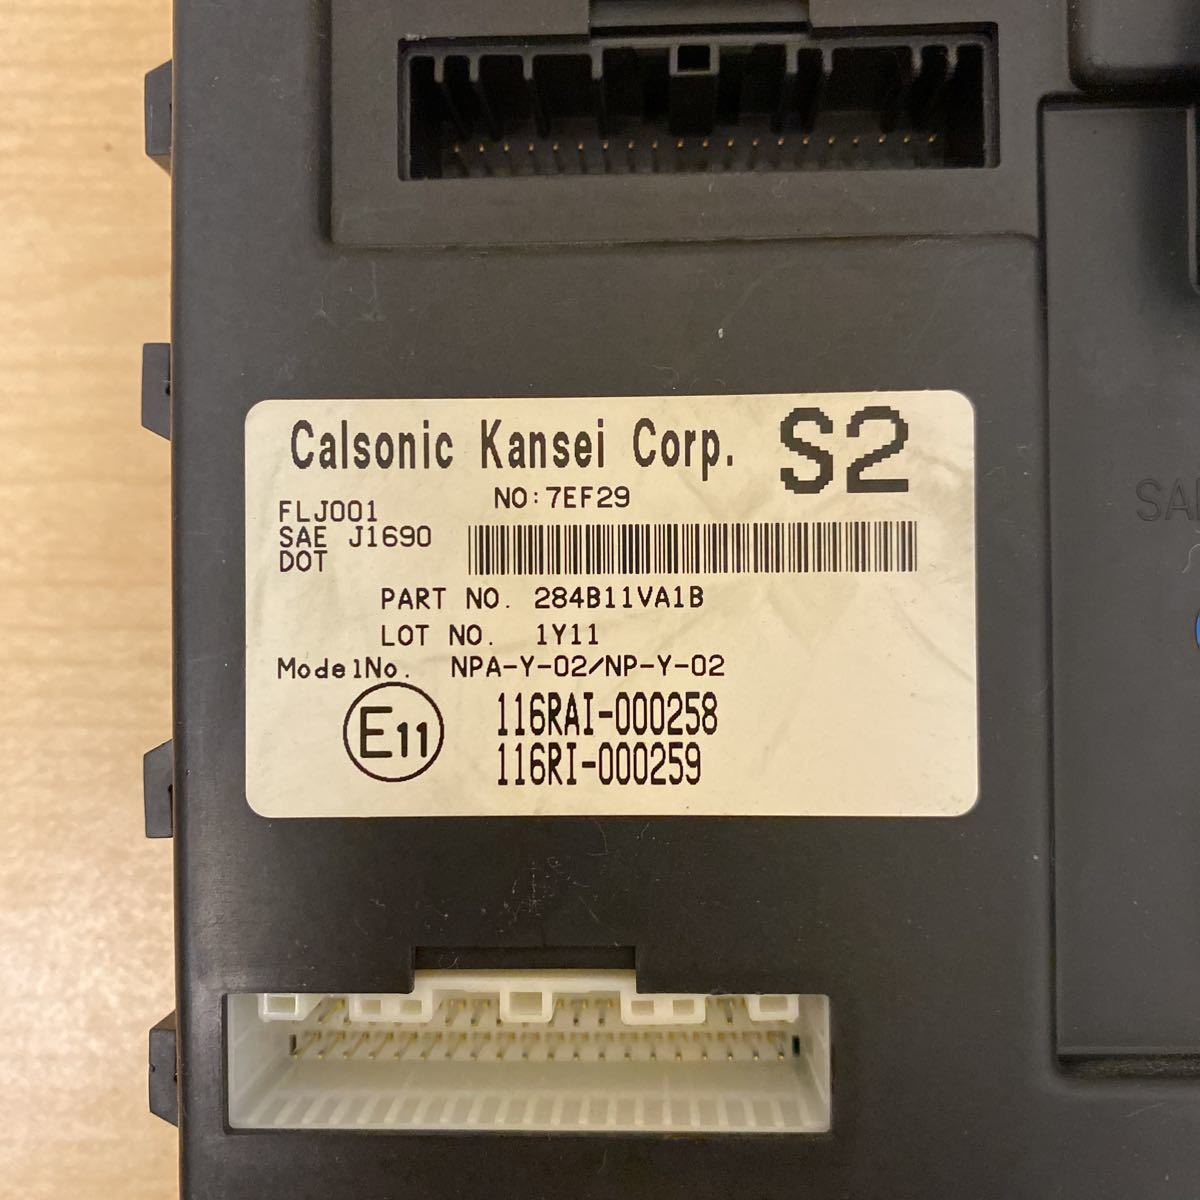 Calsonic Kansei Corp. S2
NO:7EF29
FLJ001
SAE J1690
DOT
PART NO. 284B11VA1B
LOT NO. 1Y11
ModelNo. NPA-Y-02/NP-Y-02
E11
116RAI-000258
116RI-000259